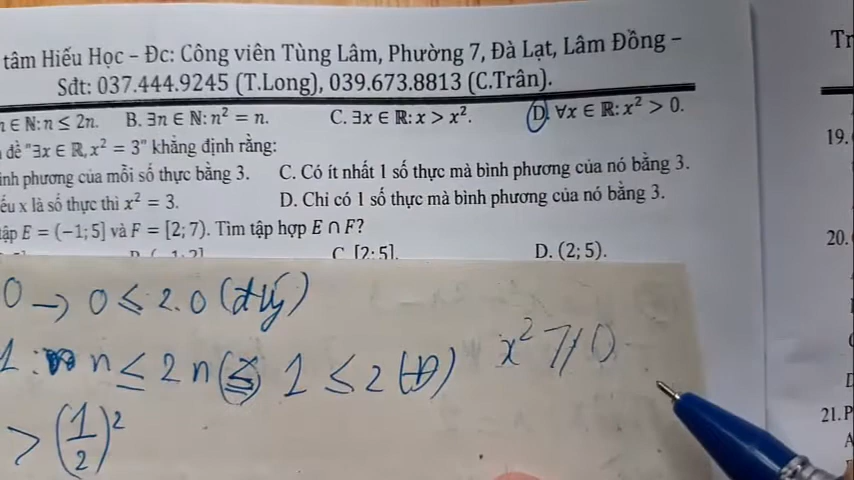 tâm Hiếu Học – Đc: Công viên Tùng Lâm, Phường 7, Đà Lạt, Lâm Đồng –
Sđt: 037.444.9245 (T.Long), 039.673.8813 (C.Trân).
n ∈ ℕ: n ≤ 2n. B. ∃n ∈ ℕ: n² = n. C. ∃x ∈ ℝ: x > x². D. ∀x ∈ ℝ: x² > 0.
đề "∃x ∈ ℝ, x² = 3" khẳng định rằng:
ình phương của mỗi số thực bằng 3. C. Có ít nhất 1 số thực mà bình phương của nó bằng 3.
ếu x là số thực thì x² = 3. D. Chỉ có 1 số thực mà bình phương của nó bằng 3.
tập E = (−1; 5] và F = [2; 7). Tìm tập hợp E ∩ F?
C. [2; 5]. D. (2; 5).
0 → 0 ≤ 2.0 (đúng)
1: n ≤ 2n (≤) 1 ≤ 2 (Đ) x² ≥ 0
> (1/2)²
Tr
19.
20.
21. P
A